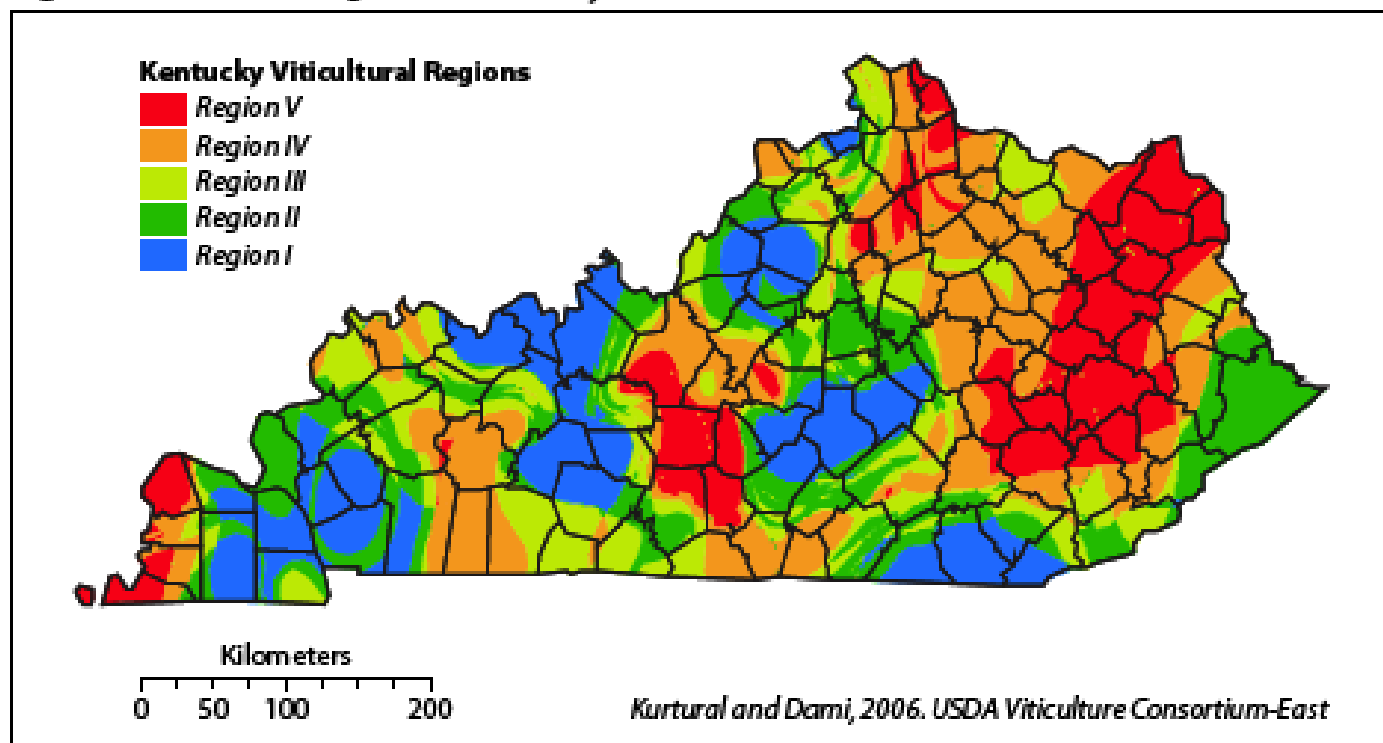 Kentucky Viticultural Regions
Region V
Region IV
Region III
Region II
Region I
Kilometers
0 50 100 200
Kurtural and Dami, 2006. USDA Viticulture Consortium-East